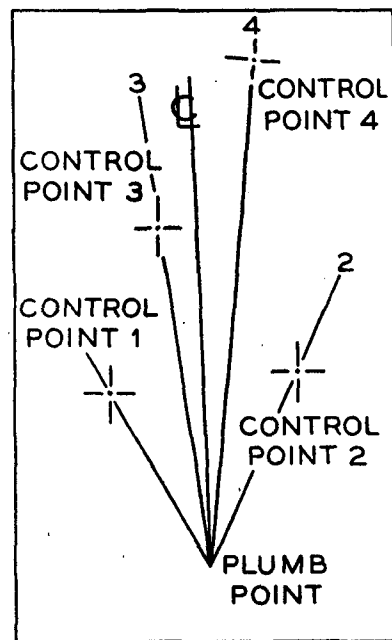 4
3
℄
CONTROL
POINT 4
CONTROL
POINT 3
2
CONTROL
POINT 1
CONTROL
POINT 2
PLUMB
POINT